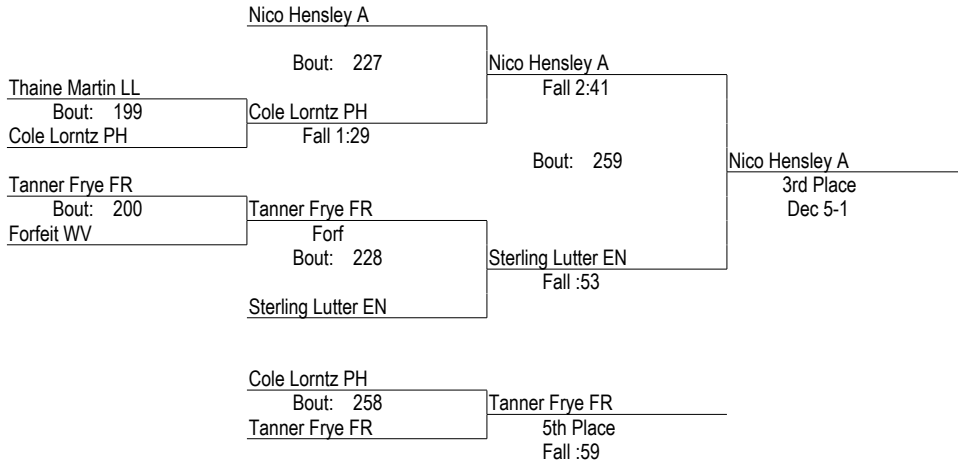 Nico Hensley A
Bout: 227
Nico Hensley A
Thaine Martin LL
Fall 2:41
Bout: 199
Cole Lorntz PH
Cole Lorntz PH
Fall 1:29
Bout: 259
Nico Hensley A
Tanner Frye FR
3rd Place
Bout: 200
Tanner Frye FR
Dec 5-1
Forfeit WV
Forf
Bout: 228
Sterling Lutter EN
Fall :53
Sterling Lutter EN
Cole Lorntz PH
Bout: 258
Tanner Frye FR
Tanner Frye FR
5th Place
Fall :59